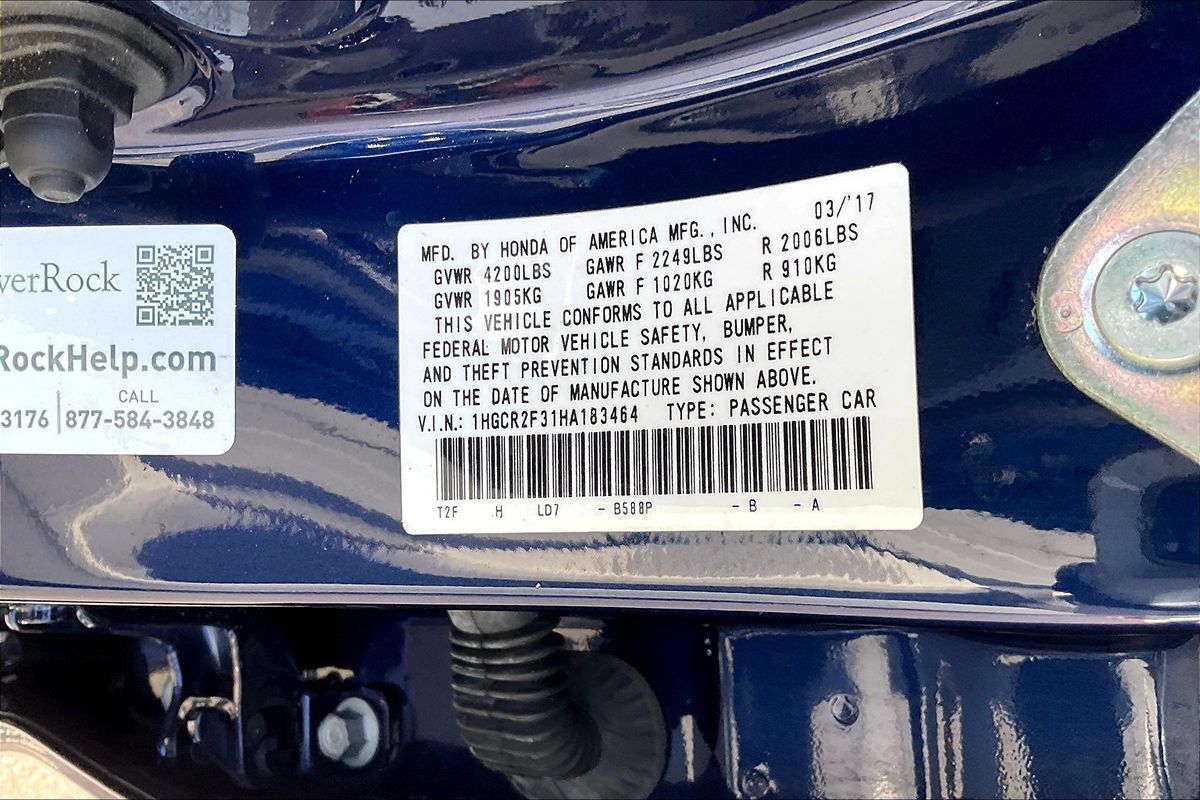 verRock
RockHelp.com
CALL
3176 | 877-584-3848
MFD. BY HONDA OF AMERICA MFG., INC. 03/'17
GVWR 4200LBS GAWR F 2249LBS R 2006LBS
GVWR 1905KG GAWR F 1020KG R 910KG
THIS VEHICLE CONFORMS TO ALL APPLICABLE
FEDERAL MOTOR VEHICLE SAFETY, BUMPER,
AND THEFT PREVENTION STANDARDS IN EFFECT
ON THE DATE OF MANUFACTURE SHOWN ABOVE.
V.I.N.: 1HGCR2F31HA183464 TYPE: PASSENGER CAR
T2F H LD7 - B588P - B - A